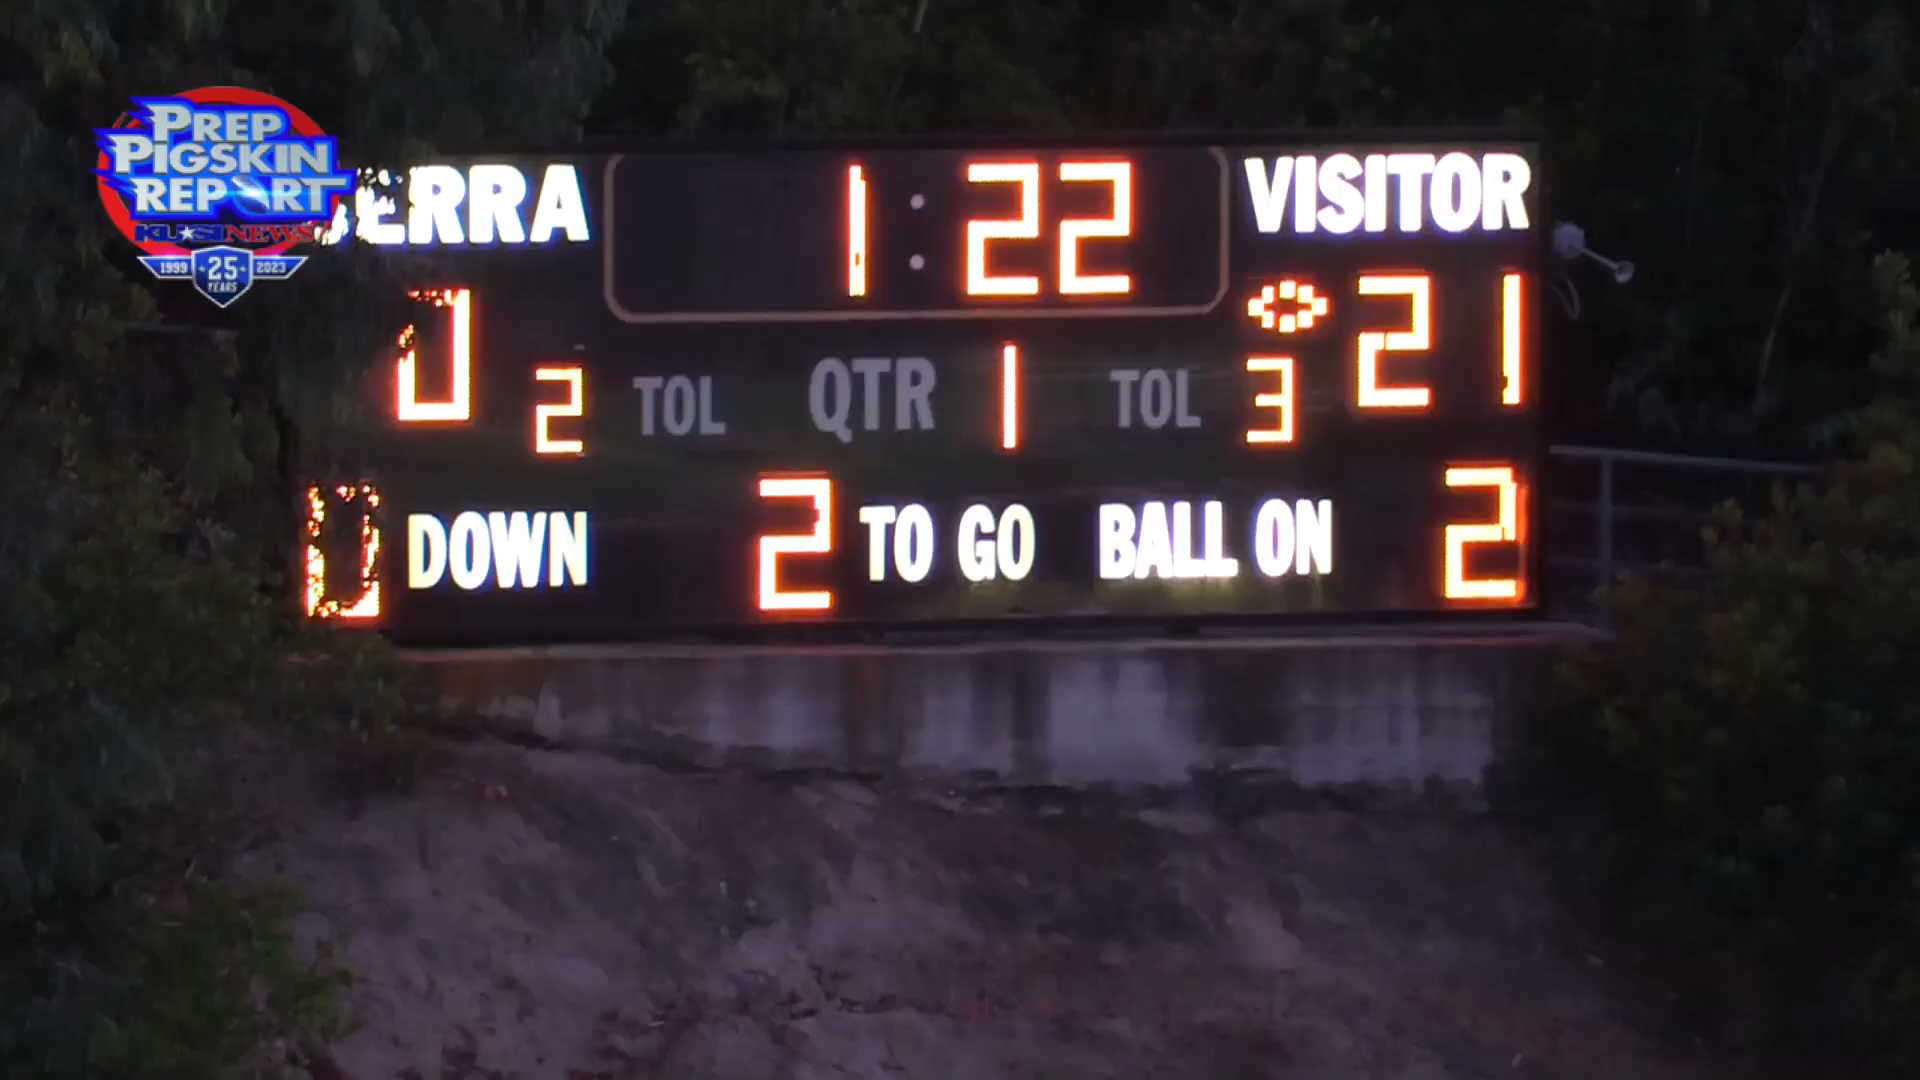 PREP
PIGSKIN
REPORT
KUSI NEWS
1999 25 2023
YEARS
ERRA 1:22 VISITOR
0 21
2 TOL QTR 1 TOL 3
0 DOWN 2 TO GO BALL ON 2